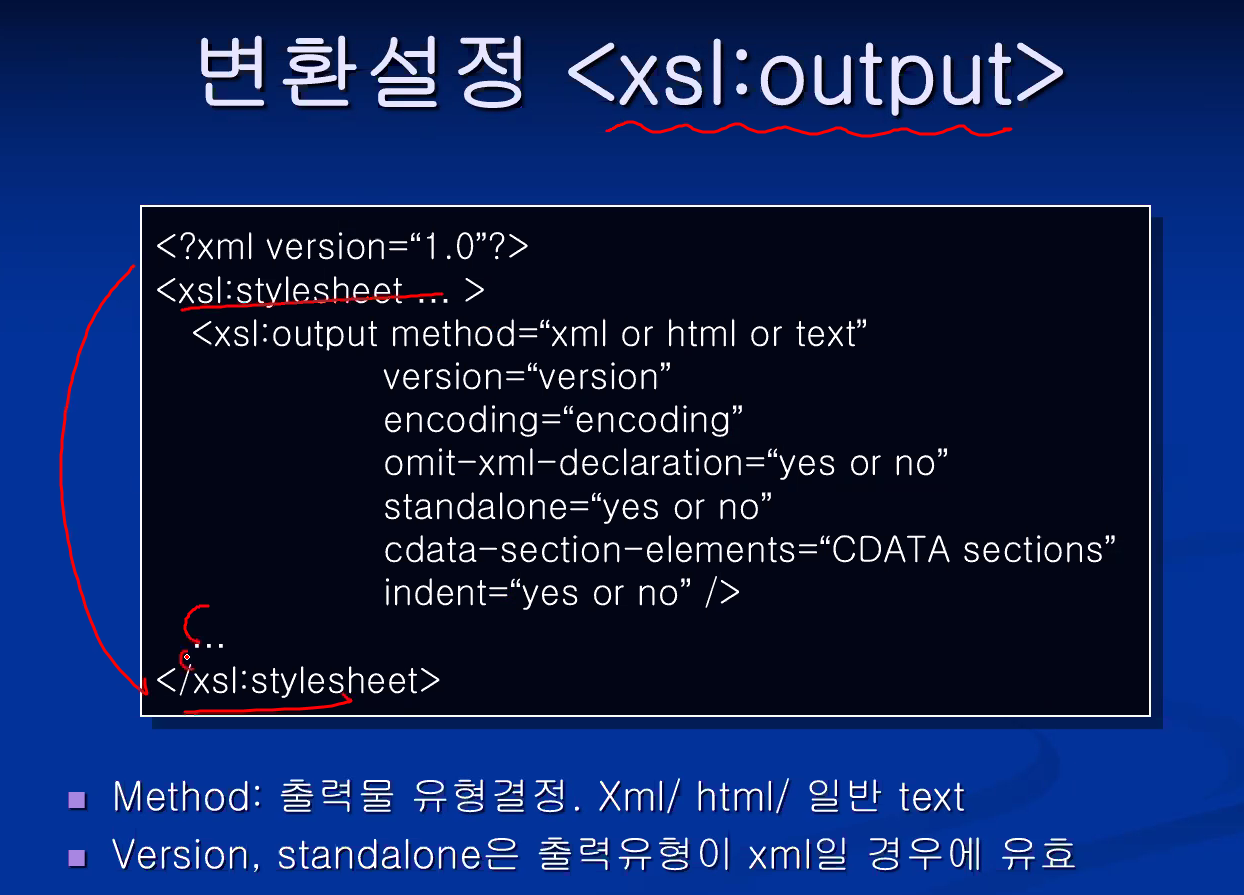 변환설정 <xsl:output>
<?xml version=“1.0”?>
<xsl:stylesheet ... >
<xsl:output method=“xml or html or text”
version=“version”
encoding=“encoding”
omit-xml-declaration=“yes or no”
standalone=“yes or no”
cdata-section-elements=“CDATA sections”
indent=“yes or no” />
...
</xsl:stylesheet>
■ Method: 출력물 유형결정. Xml/ html/ 일반 text
■ Version, standalone은 출력유형이 xml일 경우에 유효